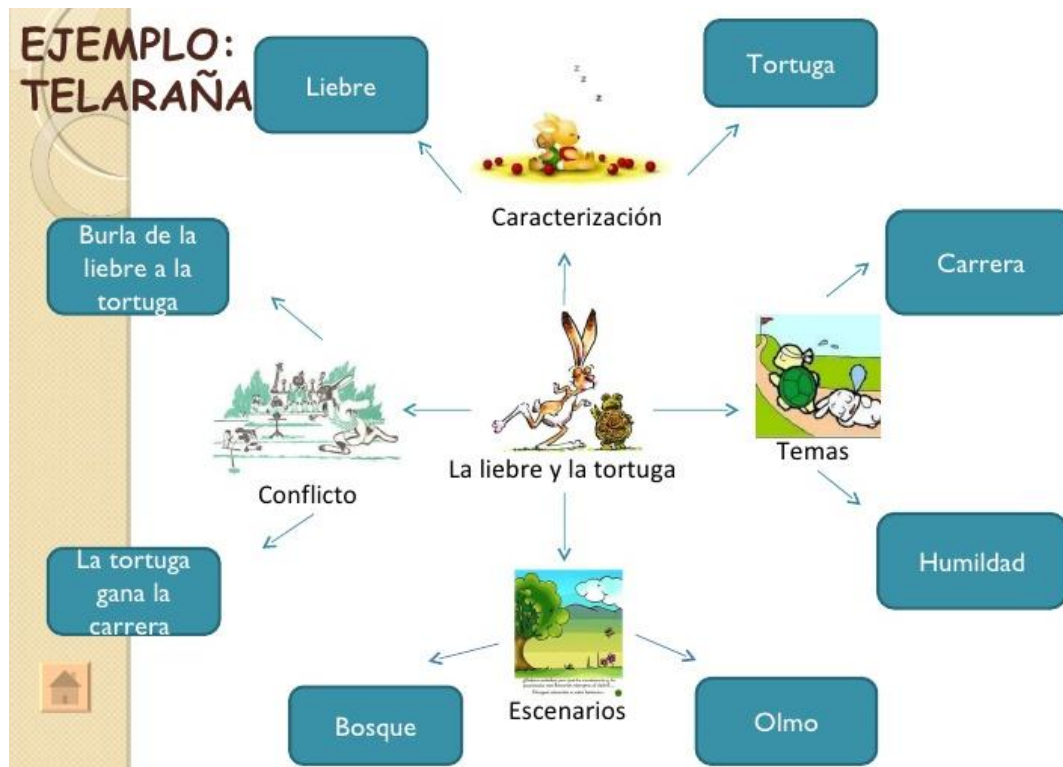 EJEMPLO:
TELARAÑA
Liebre
Tortuga
z
z
z
Caracterización
Burla de la
liebre a la
tortuga
Carrera
La liebre y la tortuga
Temas
Conflicto
La tortuga
gana la
carrera
Humildad
Escenarios
Bosque
Olmo